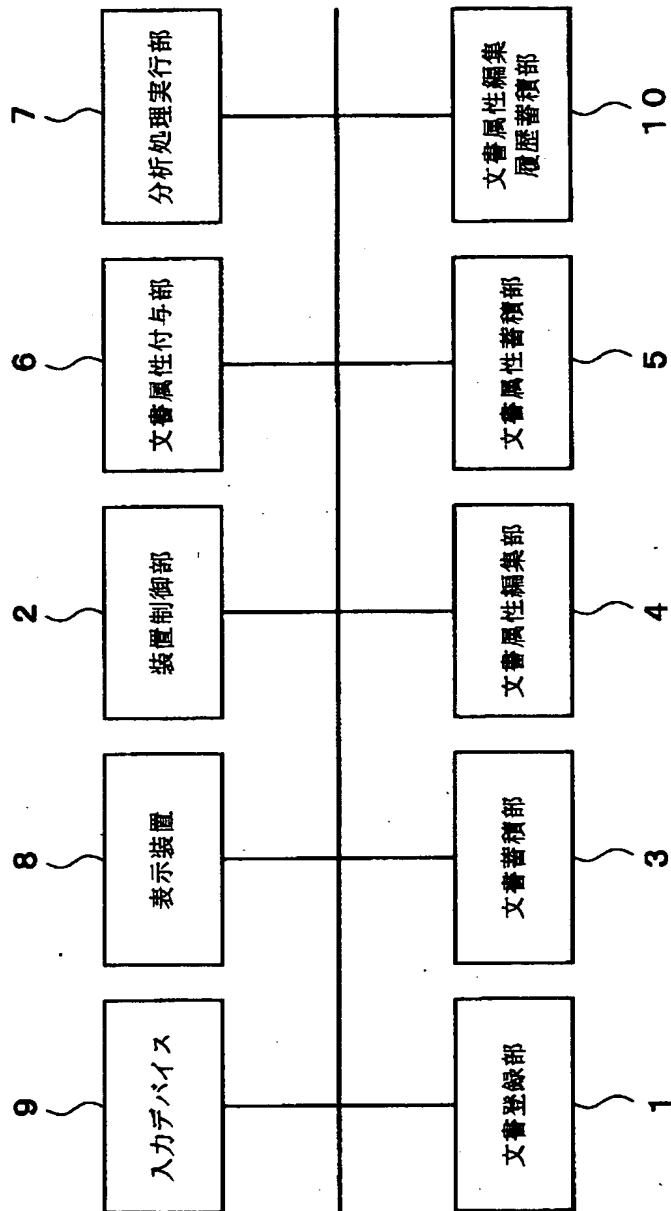 9
入力デバイス
8
表示装置
2
装置制御部
6
文書属性付与部
7
分析処理実行部
文書登録部
1
文書蓄積部
3
文書属性編集部
4
文書属性蓄積部
5
文書属性編集
履歴蓄積部
10